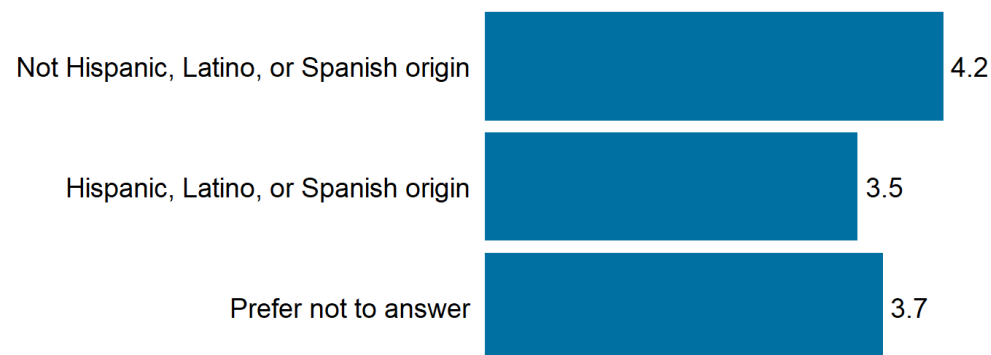 Not Hispanic, Latino, or Spanish origin 4.2
Hispanic, Latino, or Spanish origin 3.5
Prefer not to answer 3.7